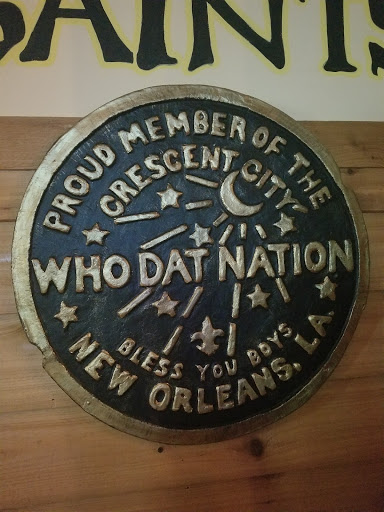 SAINTS
PROUD MEMBER OF THE
CRESCENT CITY
WHO DAT NATION
BLESS YOU BOYS
NEW ORLEANS, LA.